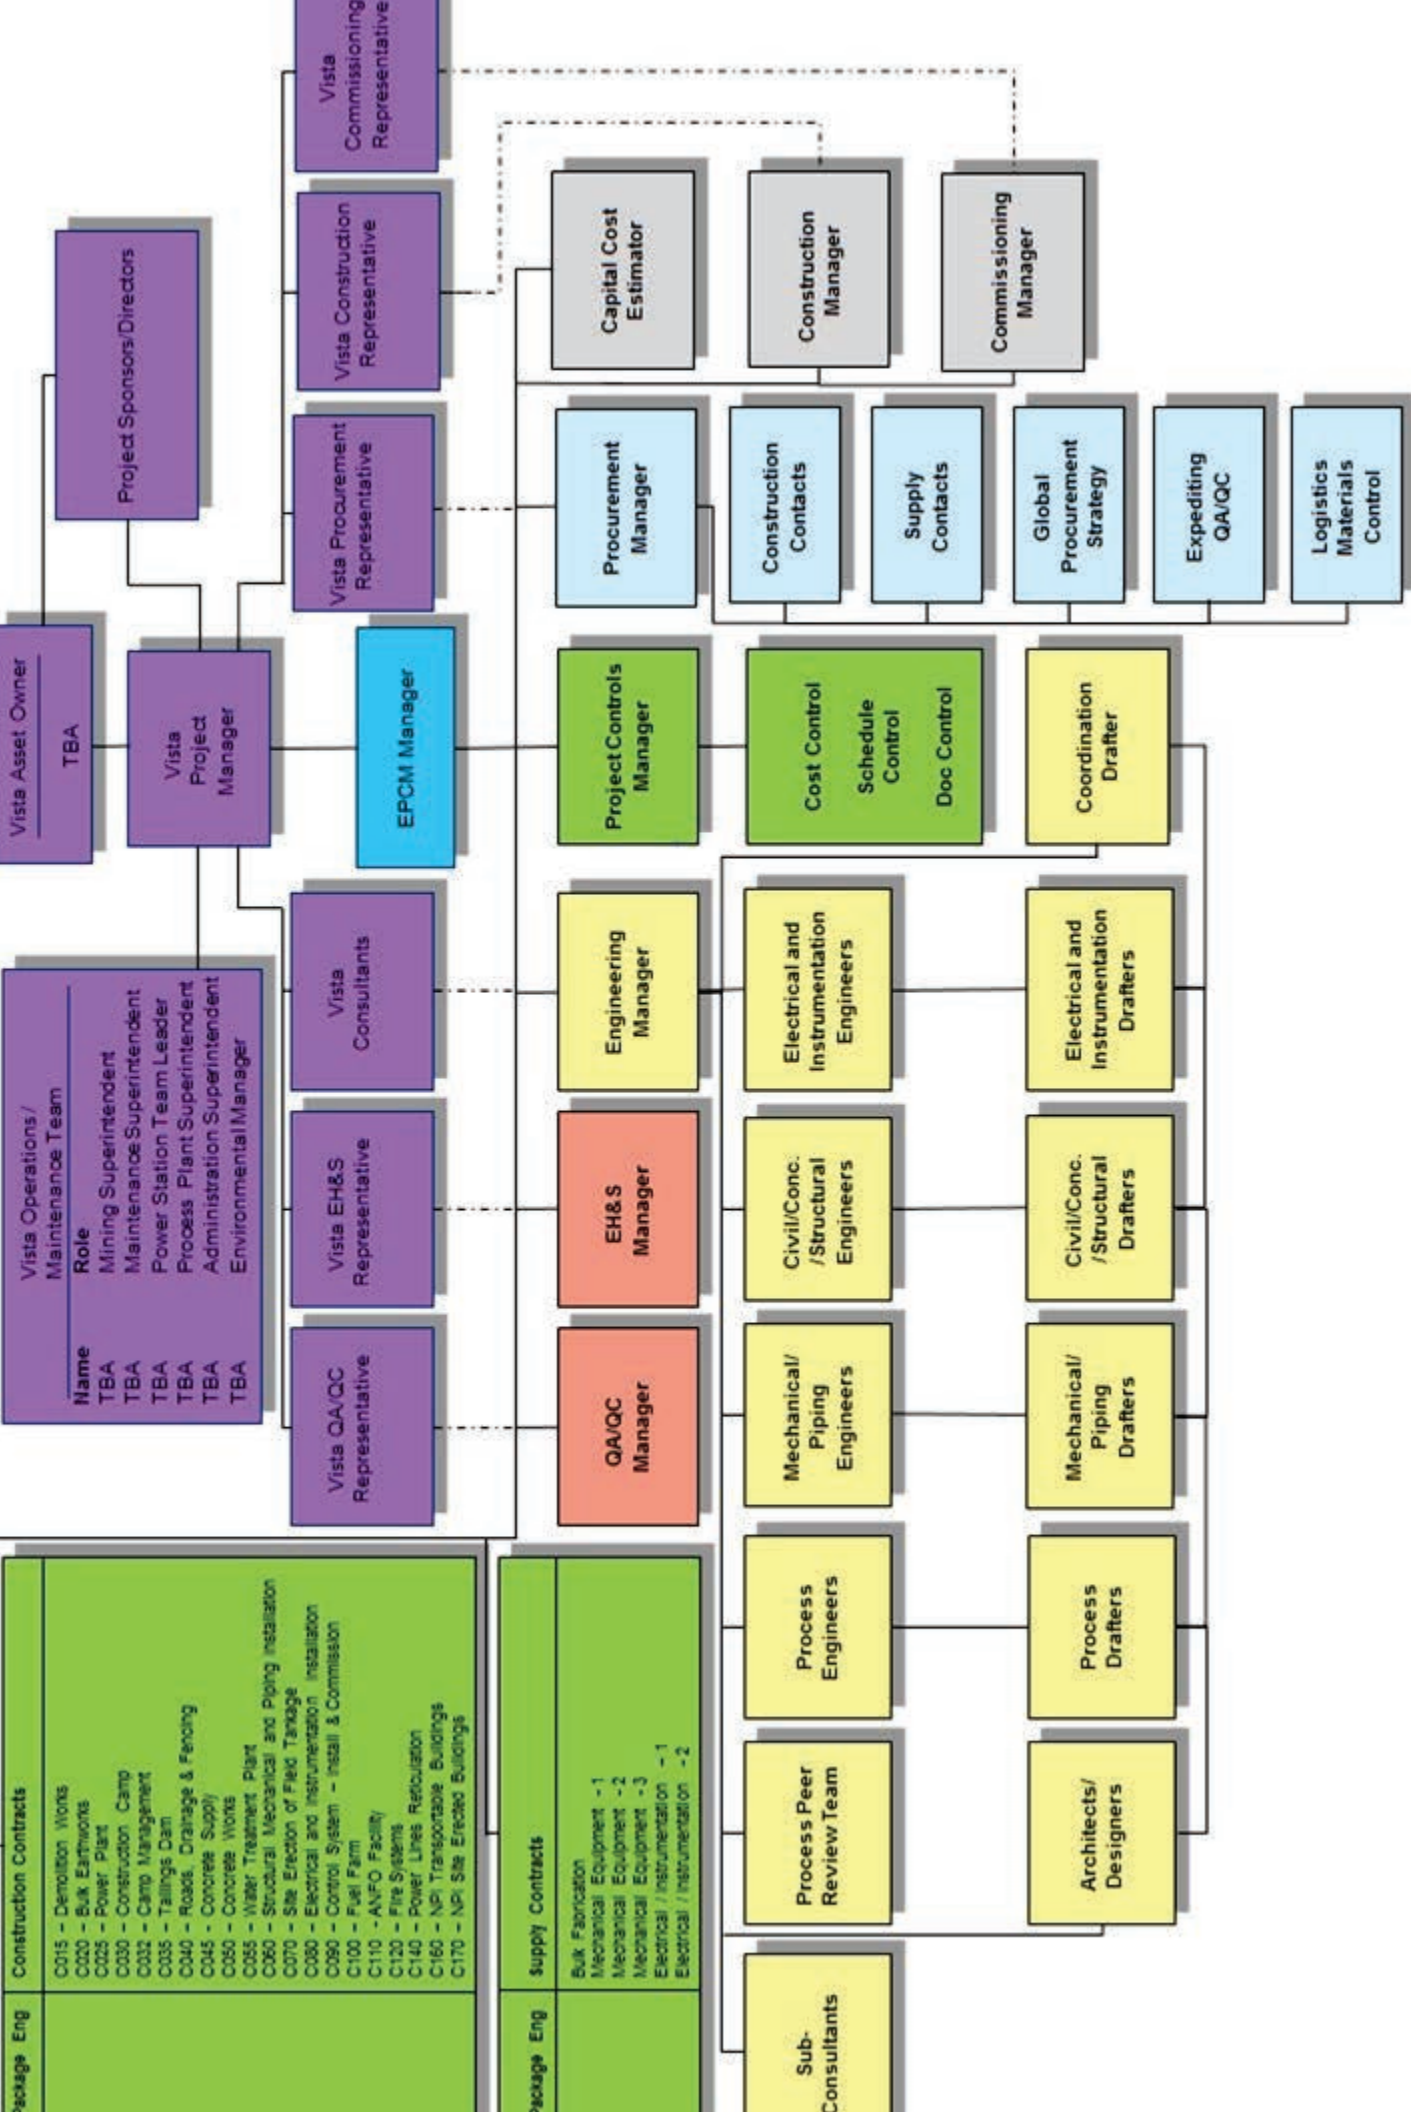 Vista Asset Owner
TBA
Project Sponsors/Directors
Vista
Project
Manager
Vista Operations /
Maintenance Team
Name Role
TBA Mining Superintendent
TBA Maintenance Superintendent
TBA Power Station Team Leader
TBA Process Plant Superintendent
TBA Administration Superintendent
TBA Environmental Manager
EPCM Manager
Vista QA/QC
Representative
Vista EH&S
Representative
Vista
Consultants
Vista Procurement
Representative
Vista Construction
Representative
Vista
Commissioning
Representative
Package Eng Construction Contracts
C015 – Demolition Works
C020 – Bulk Earthworks
C025 – Power Plant
C030 – Construction Camp
C032 – Camp Management
C035 – Tailings Dam
C040 – Roads, Drainage & Fencing
C045 - Concrete Supply
C050 – Concrete Works
C055 – Water Treatment Plant
C060 – Structural Mechanical and Piping Installation
C070 – Site Erection of Field Tankage
C080 – Electrical and Instrumentation Installation
C090 – Control System – Install & Commission
C100 – Fuel Farm
C110 - ANFO Facility
C120 – Fire Systems
C140 – Power Lines Reticulation
C160 – NPI Transportable Buildings
C170 – NPI Site Erected Buildings
Package Eng Supply Contracts
Bulk Fabrication
Mechanical Equipment - 1
Mechanical Equipment - 2
Mechanical Equipment - 3
Electrical / Instrumentation - 1
Electrical / Instrumentation - 2
QA/QC
Manager
EH&S
Manager
Engineering
Manager
Project Controls
Manager
Procurement
Manager
Capital Cost
Estimator
Sub-
Consultants
Process Peer
Review Team
Process
Engineers
Mechanical/
Piping
Engineers
Civil/Conc.
/Structural
Engineers
Electrical and
Instrumentation
Engineers
Cost Control
Schedule
Control
Doc Control
Construction
Contacts
Construction
Manager
Supply
Contacts
Commissioning
Manager
Architects/
Designers
Process
Drafters
Mechanical/
Piping
Drafters
Civil/Conc.
/Structural
Drafters
Electrical and
Instrumentation
Drafters
Coordination
Drafter
Global
Procurement
Strategy
Expediting
QA/QC
Logistics
Materials
Control